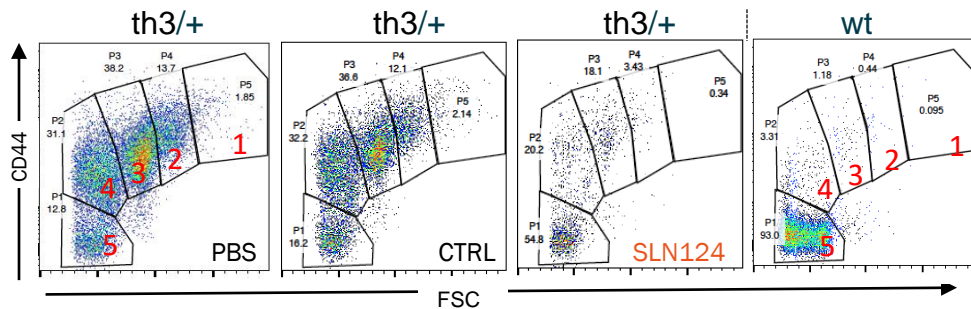 th3/+
th3/+
th3/+
wt
CD44
P3
38.2
P4
13.7
P5
1.85
P2
31.1
P1
12.8
1
2
3
4
5
PBS
P3
36.6
P4
12.1
P5
2.14
P2
32.2
P1
16.2
CTRL
P3
18.1
P4
3.43
P5
0.34
P2
20.2
P1
54.8
SLN124
P3
1.18
P4
0.44
P5
0.095
P2
3.31
P1
93.0
1
2
3
4
5
FSC